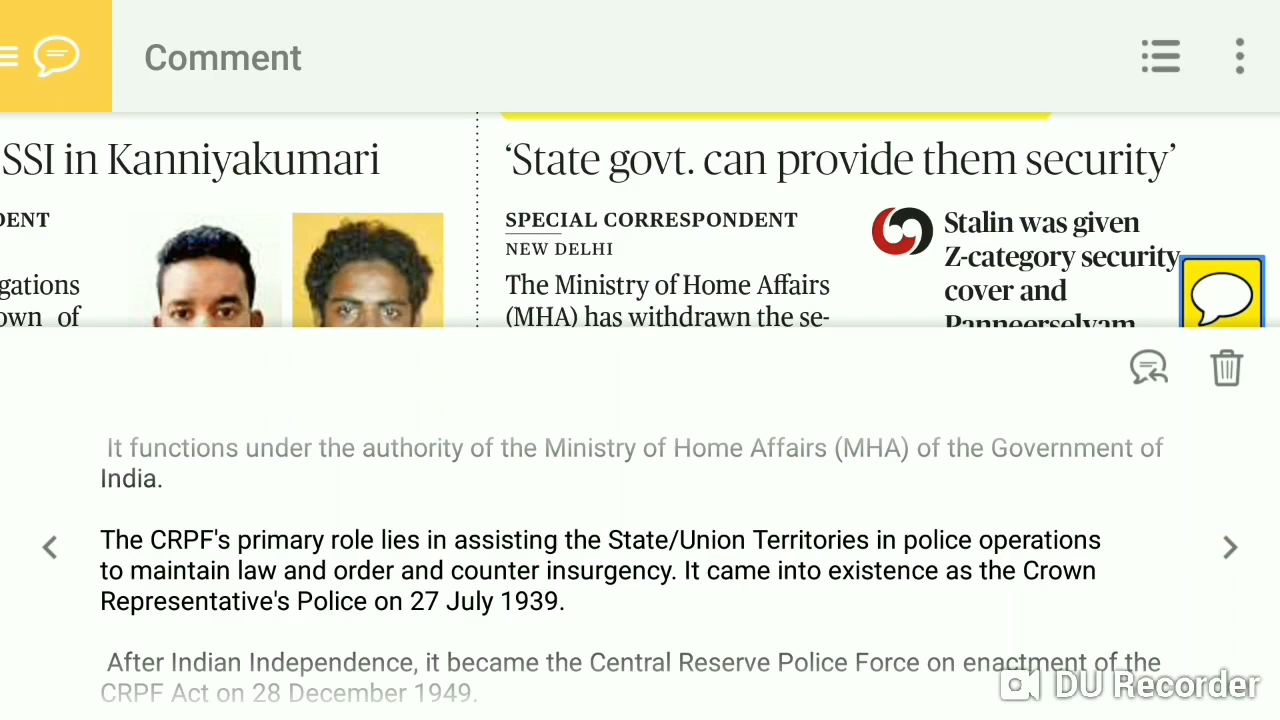 Comment
SSI in Kanniyakumari
DENT
gations
own of
‘State govt. can provide them security’
SPECIAL CORRESPONDENT
NEW DELHI
The Ministry of Home Affairs
(MHA) has withdrawn the se-
Stalin was given
Z-category security
cover and
Panneerselvam
It functions under the authority of the Ministry of Home Affairs (MHA) of the Government of
India.
The CRPF's primary role lies in assisting the State/Union Territories in police operations
to maintain law and order and counter insurgency. It came into existence as the Crown
Representative's Police on 27 July 1939.
After Indian Independence, it became the Central Reserve Police Force on enactment of the
CRPF Act on 28 December 1949.
DU Recorder